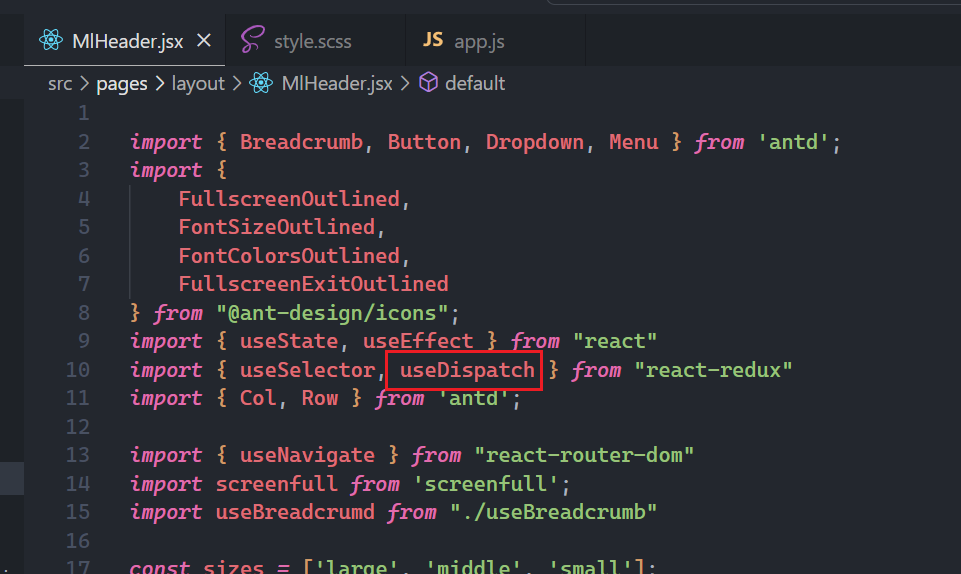 MlHeader.jsx × style.scss JS app.js
src > pages > layout > MlHeader.jsx > default
1
2 import { Breadcrumb, Button, Dropdown, Menu } from 'antd';
3 import {
4 FullscreenOutlined,
5 FontSizeOutlined,
6 FontColorsOutlined,
7 FullscreenExitOutlined
8 } from "@ant-design/icons";
9 import { useState, useEffect } from "react"
10 import { useSelector, useDispatch } from "react-redux"
11 import { Col, Row } from 'antd';
12
13 import { useNavigate } from "react-router-dom"
14 import screenfull from 'screenfull';
15 import useBreadcrumd from "./useBreadcrumb"
16
17 const sizes = ['large', 'middle', 'small'];